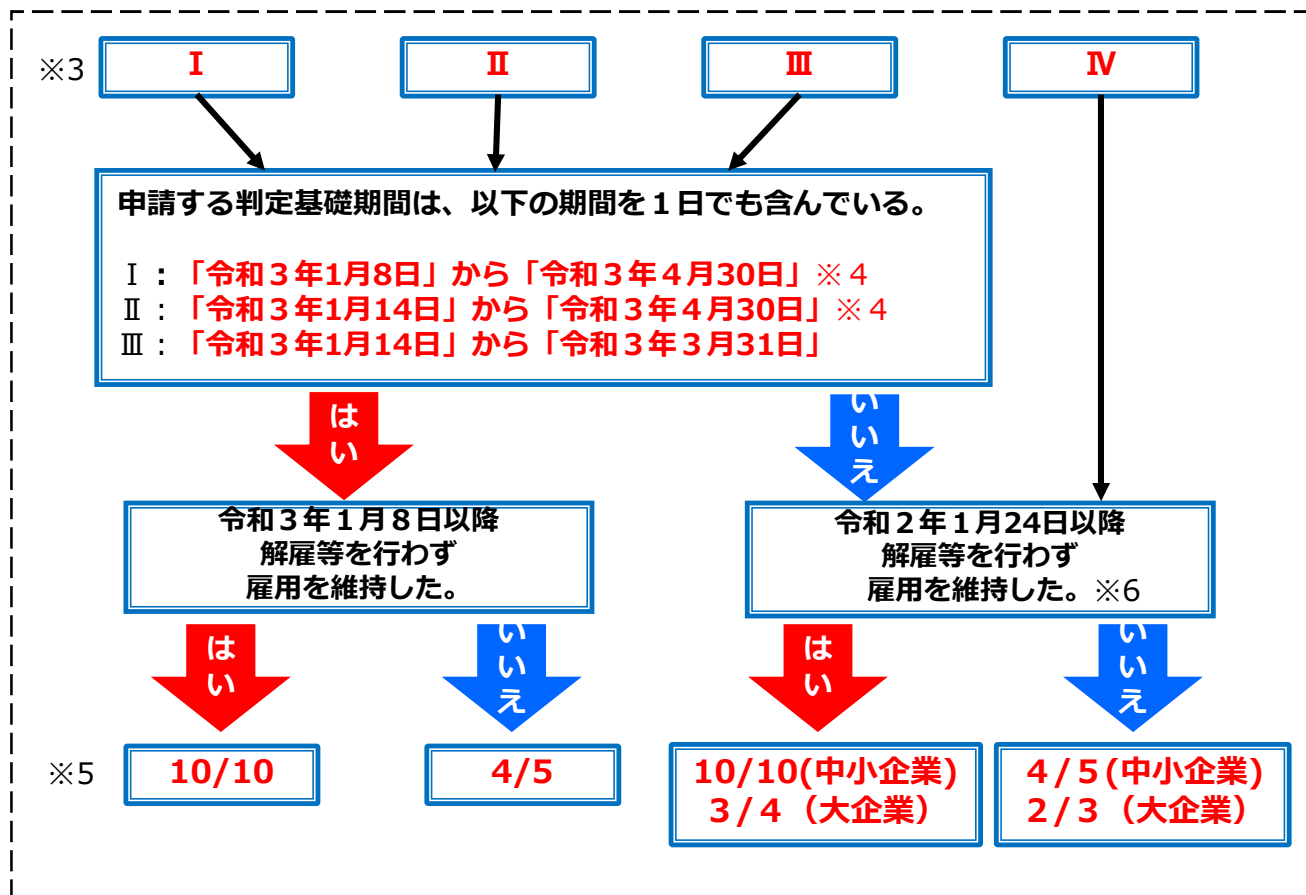 ※3
Ⅰ
Ⅱ
Ⅲ
Ⅳ
申請する判定基礎期間は、以下の期間を１日でも含んでいる。
Ⅰ：「令和３年1月8日」から「令和３年４月30日」※４
Ⅱ：「令和３年1月14日」から「令和３年４月30日」※４
Ⅲ：「令和３年1月14日」から「令和３年３月31日」
はい
いいえ
令和３年１月８日以降
解雇等を行わず
雇用を維持した。
令和２年１月24日以降
解雇等を行わず
雇用を維持した。※6
はい
いいえ
はい
いいえ
※5
10/10
4/5
10/10(中小企業)
３/４（大企業）
４/５(中小企業)
２/３（大企業）